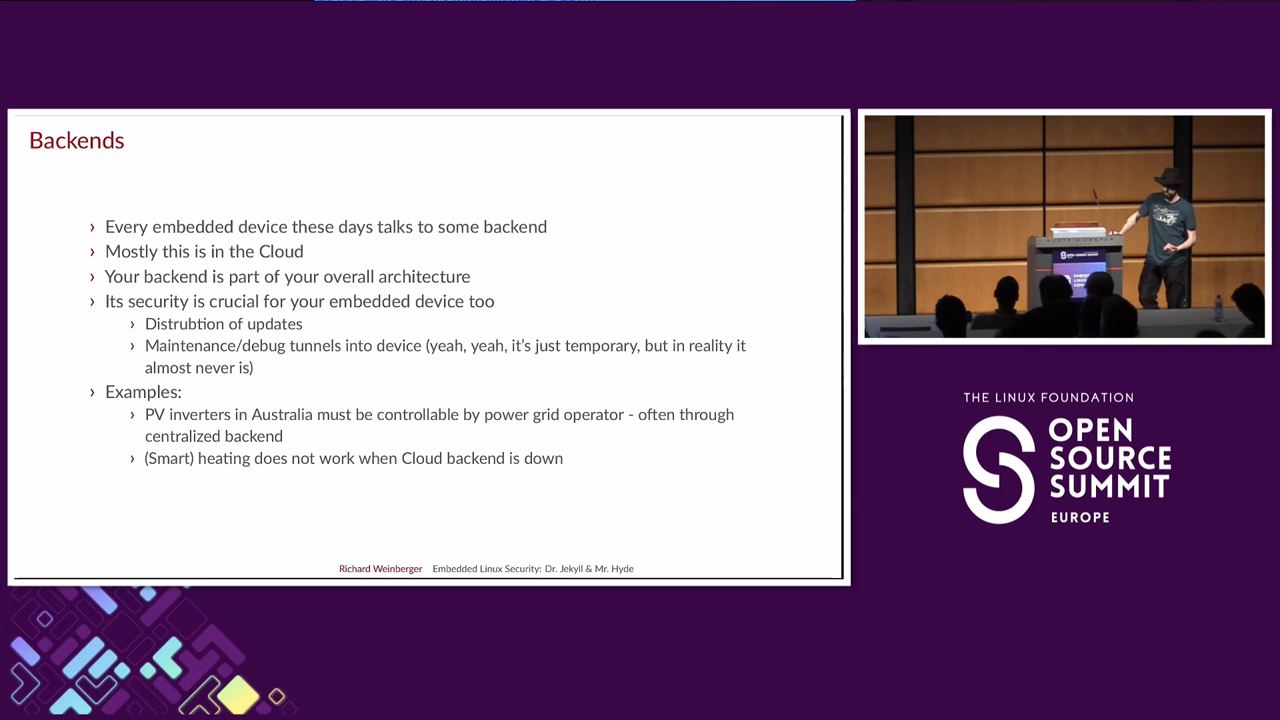 Backends
› Every embedded device these days talks to some backend
› Mostly this is in the Cloud
› Your backend is part of your overall architecture
› Its security is crucial for your embedded device too
› Distrubtion of updates
› Maintenance/debug tunnels into device (yeah, yeah, it's just temporary, but in reality it
almost never is)
› Examples:
› PV inverters in Australia must be controllable by power grid operator - often through
centralized backend
› (Smart) heating does not work when Cloud backend is down
Richard Weinberger Embedded Linux Security: Dr. Jekyll & Mr. Hyde
THE LINUX FOUNDATION
OPEN
SOURCE
SUMMIT
EUROPE